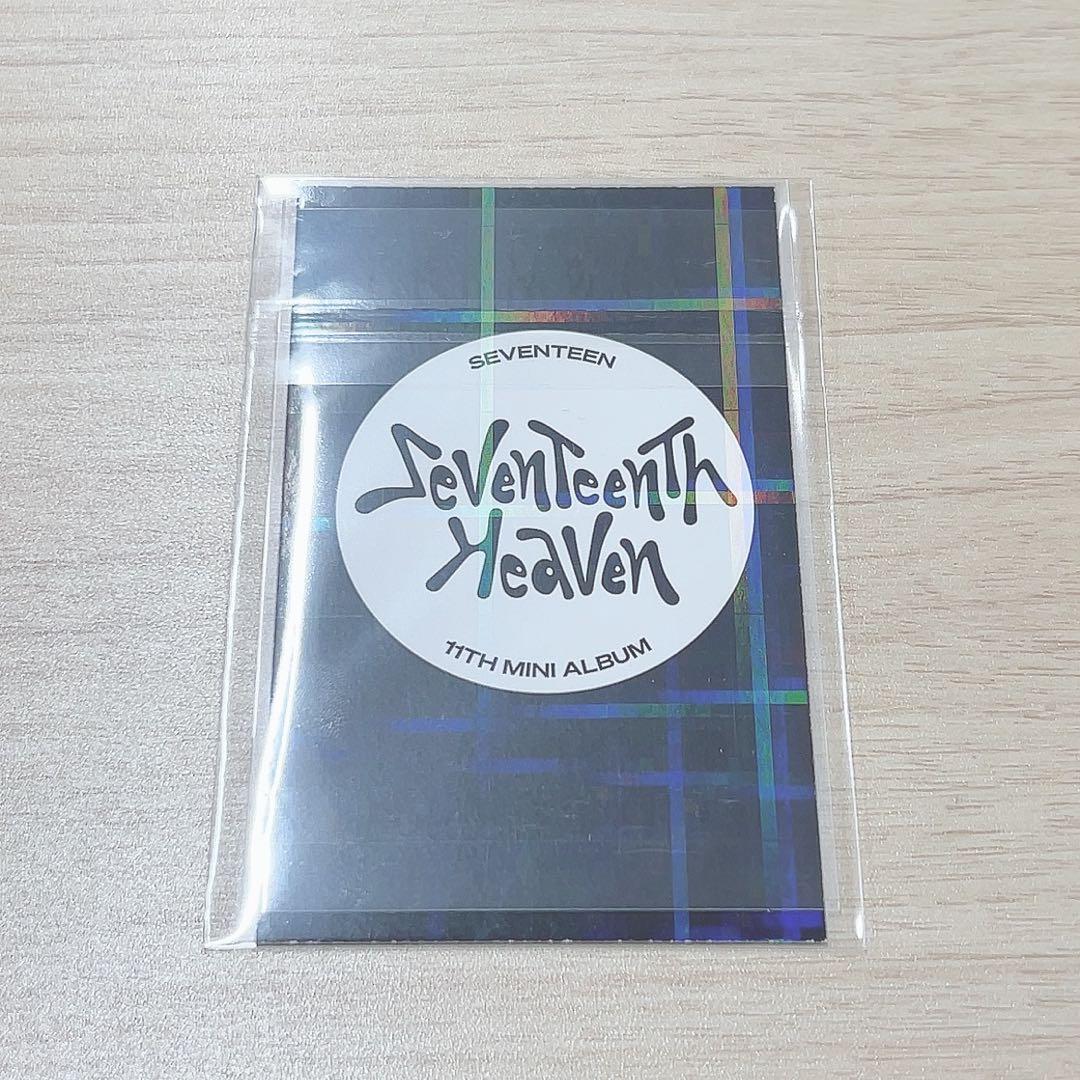 SEVENTEEN
SevenTeenTh
Heaven
11TH MINI ALBUM